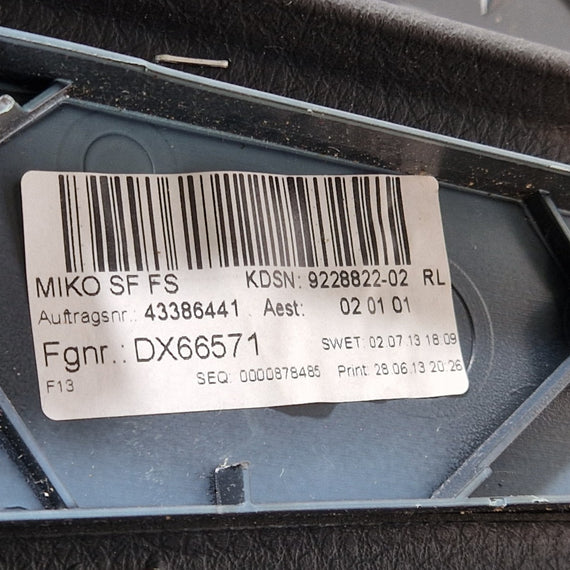 MIKO SF FS KDSN: 9228822-02 RL
Auftragsnr.: 43386441 Aest: 02 01 01
Fgnr.: DX66571 SWET: 02.07.13 18:09
F13 SEQ: 0000878485 Print: 28.06.13 20:26